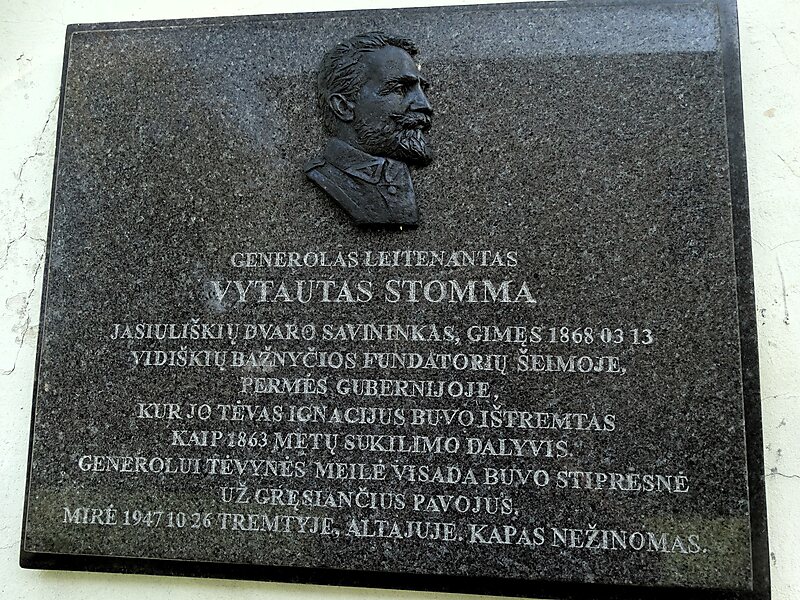 GENEROLAS LEITENANTAS
VYTAUTAS STOMMA
JASIULIŠKIŲ DVARO SAVININKAS, GIMĘS 1868 03 13
VIDIŠKIŲ BAŽNYČIOS FUNDATORIŲ ŠEIMOJE,
PERMĖS GUBERNIJOJE,
KUR JO TĖVAS IGNACIJUS BUVO IŠTREMTAS
KAIP 1863 METŲ SUKILIMO DALYVIS.
GENEROLUI TĖVYNĖS MEILĖ VISADA BUVO STIPRESNĖ
UŽ GRĘSIANČIUS PAVOJUS.
MIRĖ 1947 10 26 TREMTYJE, ALTAJUJE. KAPAS NEŽINOMAS.